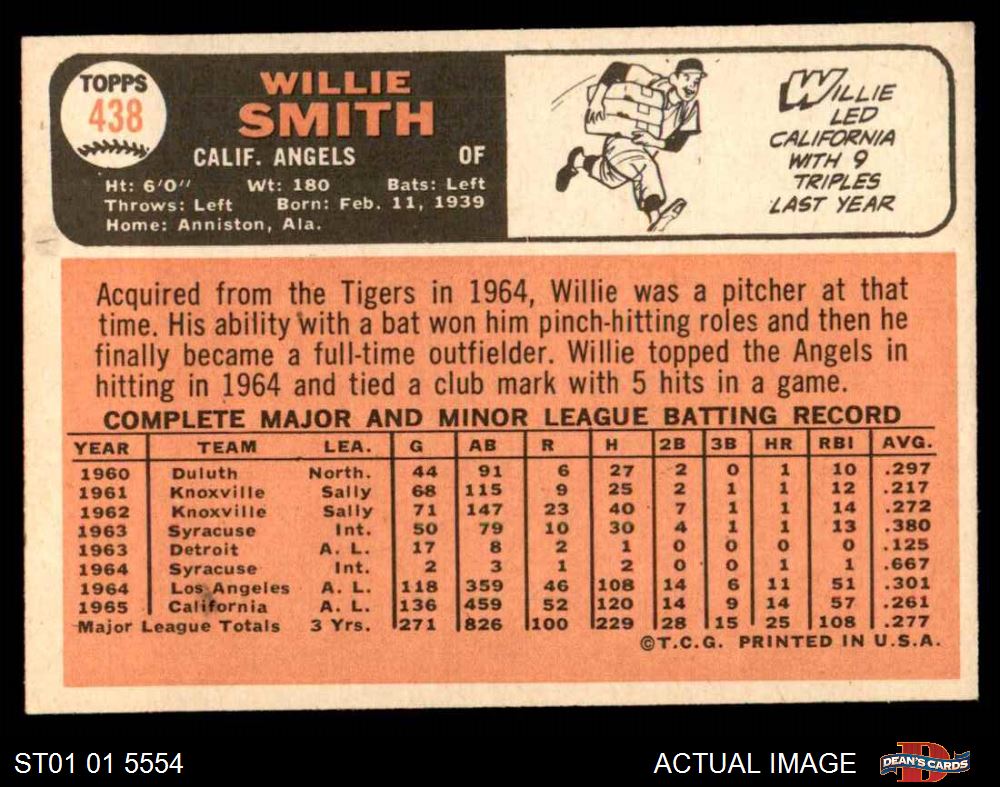 TOPPS
438
WILLIE
SMITH
CALIF. ANGELS OF
Ht: 6'0" Wt: 180 Bats: Left
Throws: Left Born: Feb. 11, 1939
Home: Anniston, Ala.
WILLIE
LED
CALIFORNIA
WITH 9
TRIPLES
LAST YEAR
Acquired from the Tigers in 1964, Willie was a pitcher at that
time. His ability with a bat won him pinch-hitting roles and then he
finally became a full-time outfielder. Willie topped the Angels in
hitting in 1964 and tied a club mark with 5 hits in a game.
COMPLETE MAJOR AND MINOR LEAGUE BATTING RECORD
YEAR TEAM LEA. G AB R H 2B 3B HR RBI AVG.
1960 Duluth North. 44 91 6 27 2 0 1 10 .297
1961 Knoxville Sally 68 115 9 25 2 1 1 12 .217
1962 Knoxville Sally 71 147 23 40 7 1 1 14 .272
1963 Syracuse Int. 50 79 10 30 4 1 1 13 .380
1963 Detroit A. L. 17 8 2 1 0 0 0 0 .125
1964 Syracuse Int. 2 3 1 2 0 0 1 1 .667
1964 Los Angeles A. L. 118 359 46 108 14 6 11 51 .301
1965 California A. L. 136 459 52 120 14 9 14 57 .261
Major League Totals 3 Yrs. 271 826 100 229 28 15 25 108 .277
©T.C.G. PRINTED IN U.S.A.
ST01 01 5554
ACTUAL IMAGE
D
DEAN'S CARDS